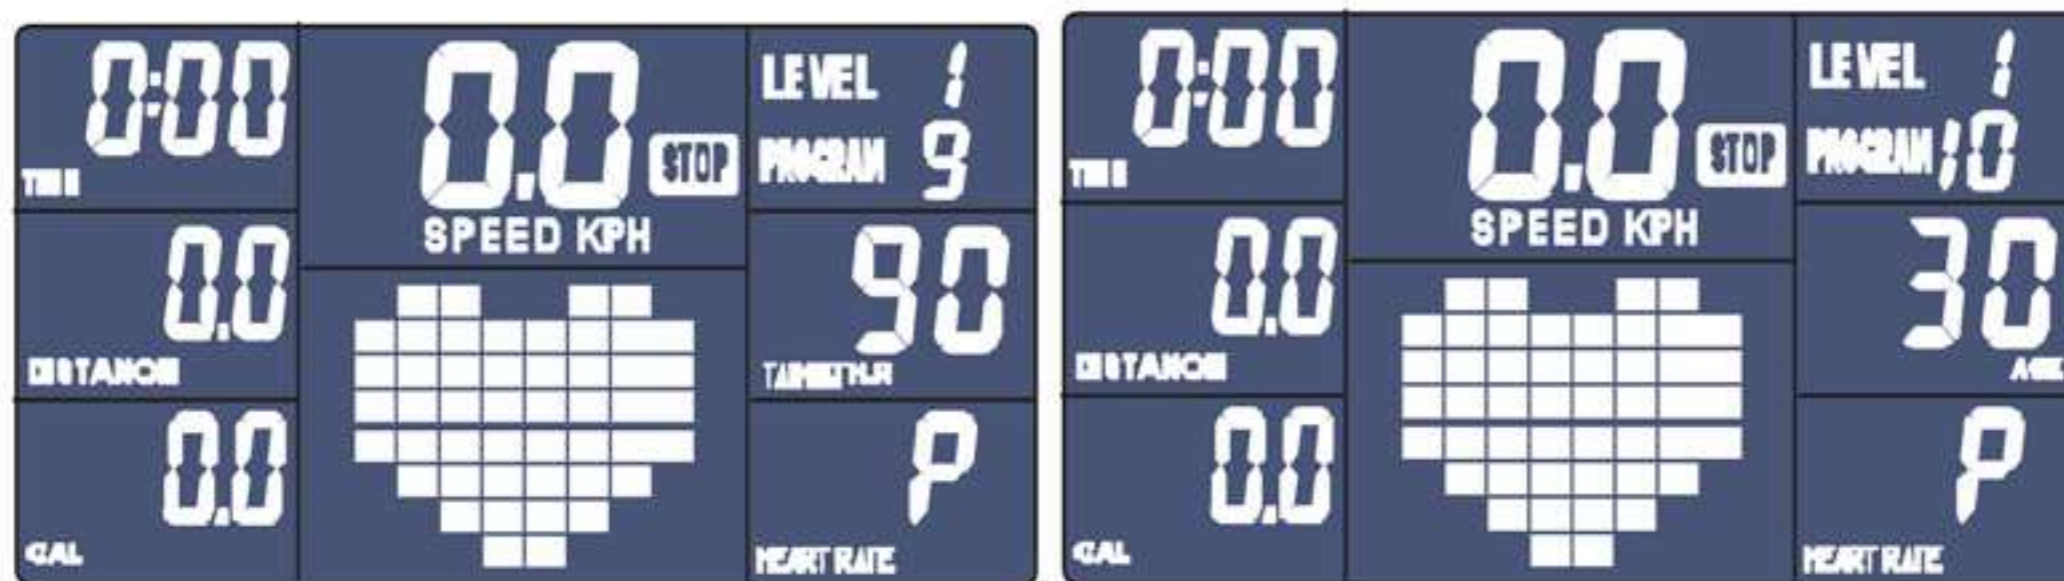 0:00
TIME
0.0
STOP
SPEED KPH
LEVEL 1
PROGRAM 9
0.0
DISTANCE
90
TARGET H.R
0.0
CAL
P
HEART RATE
0:00
TIME
0.0
STOP
SPEED KPH
LEVEL 1
PROGRAM 10
0.0
DISTANCE
30
AGE
0.0
CAL
P
HEART RATE